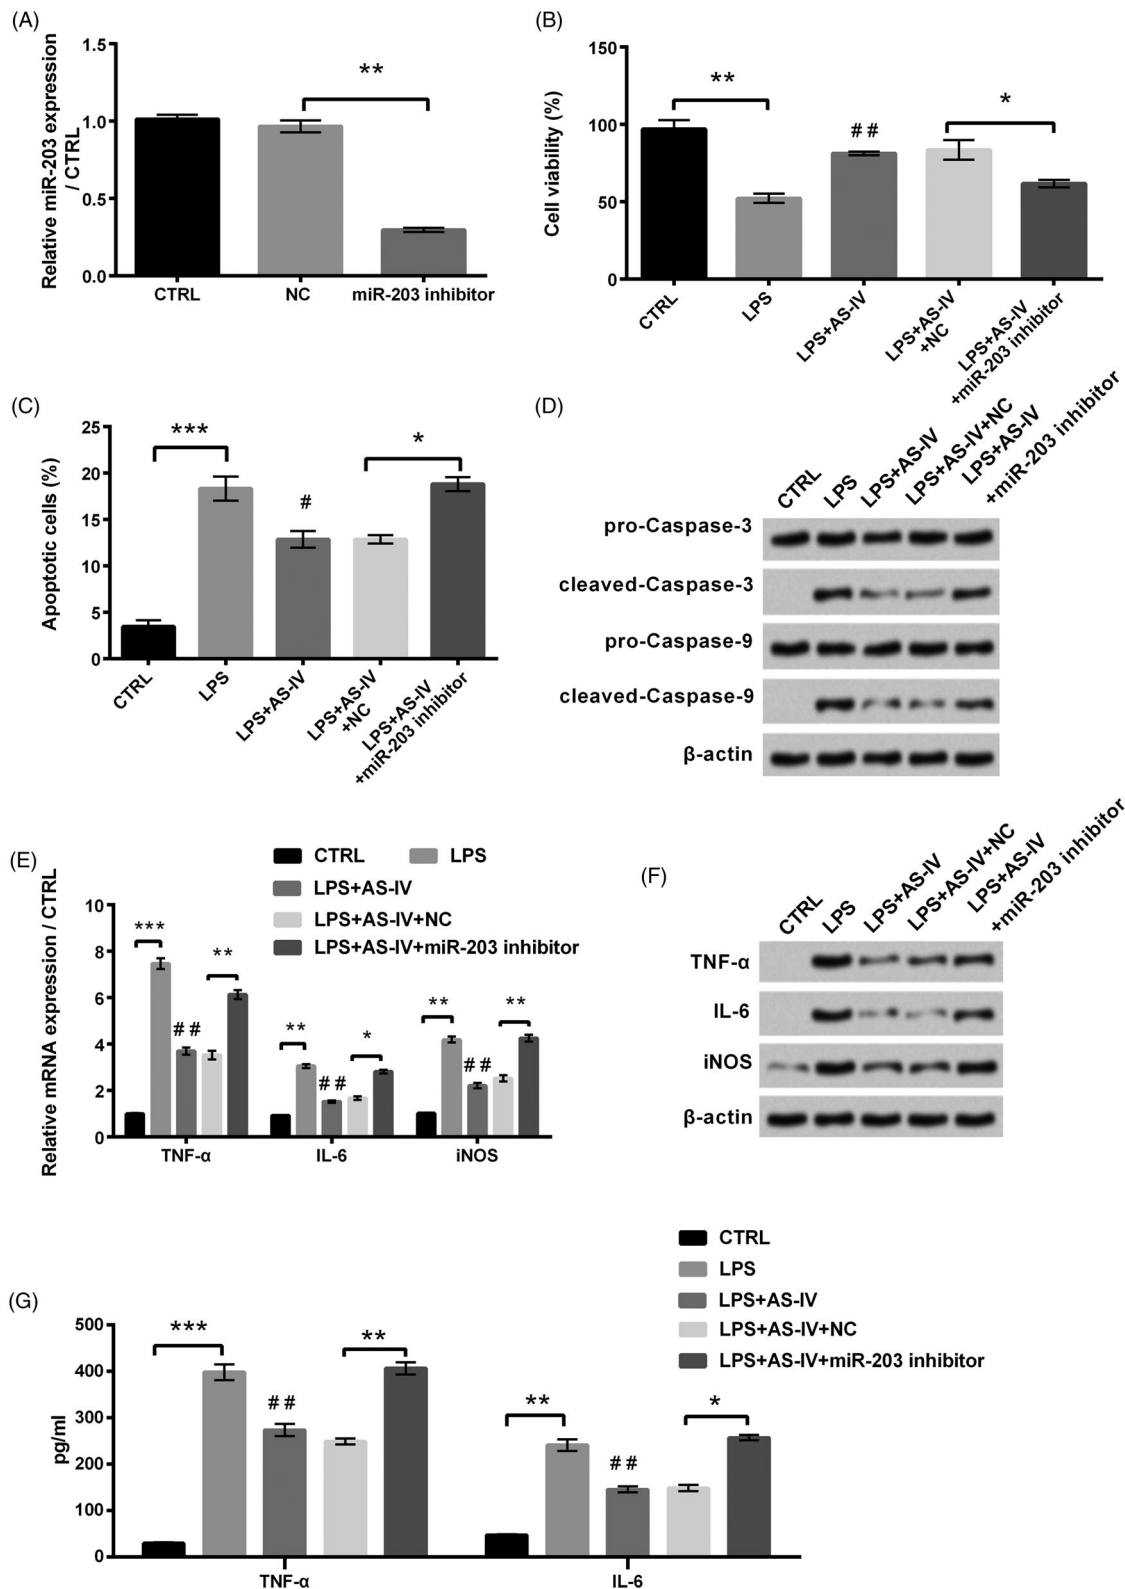 (A)
Relative miR-203 expression
/ CTRL
1.5
1.0
0.5
0.0
**
CTRL
NC
miR-203 inhibitor
(B)
Cell viability (%)
150
100
50
0
**
##
*
CTRL
LPS
LPS+AS-IV
LPS+AS-IV
+NC
LPS+AS-IV
+miR-203 inhibitor
(C)
Apoptotic cells (%)
25
20
15
10
5
0
***
#
*
CTRL
LPS
LPS+AS-IV
LPS+AS-IV
+NC
LPS+AS-IV
+miR-203 inhibitor
(D)
CTRL
LPS
LPS+AS-IV
LPS+AS-IV+NC
LPS+AS-IV
+miR-203 inhibitor
pro-Caspase-3
cleaved-Caspase-3
pro-Caspase-9
cleaved-Caspase-9
β-actin
(E)
CTRL
LPS
LPS+AS-IV
LPS+AS-IV+NC
LPS+AS-IV+miR-203 inhibitor
Relative mRNA expression / CTRL
10
8
6
4
2
0
***
##
**
**
##
*
**
##
**
TNF-α
IL-6
iNOS
(F)
CTRL
LPS
LPS+AS-IV
LPS+AS-IV+NC
LPS+AS-IV
+miR-203 inhibitor
TNF-α
IL-6
iNOS
β-actin
(G)
CTRL
LPS
LPS+AS-IV
LPS+AS-IV+NC
LPS+AS-IV+miR-203 inhibitor
pg/ml
500
400
300
200
100
0
***
##
**
**
##
*
TNF-α
IL-6